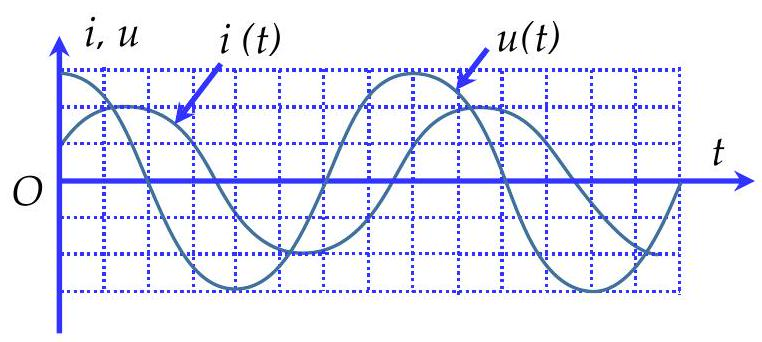 i, u
i (t)
u(t)
t
O